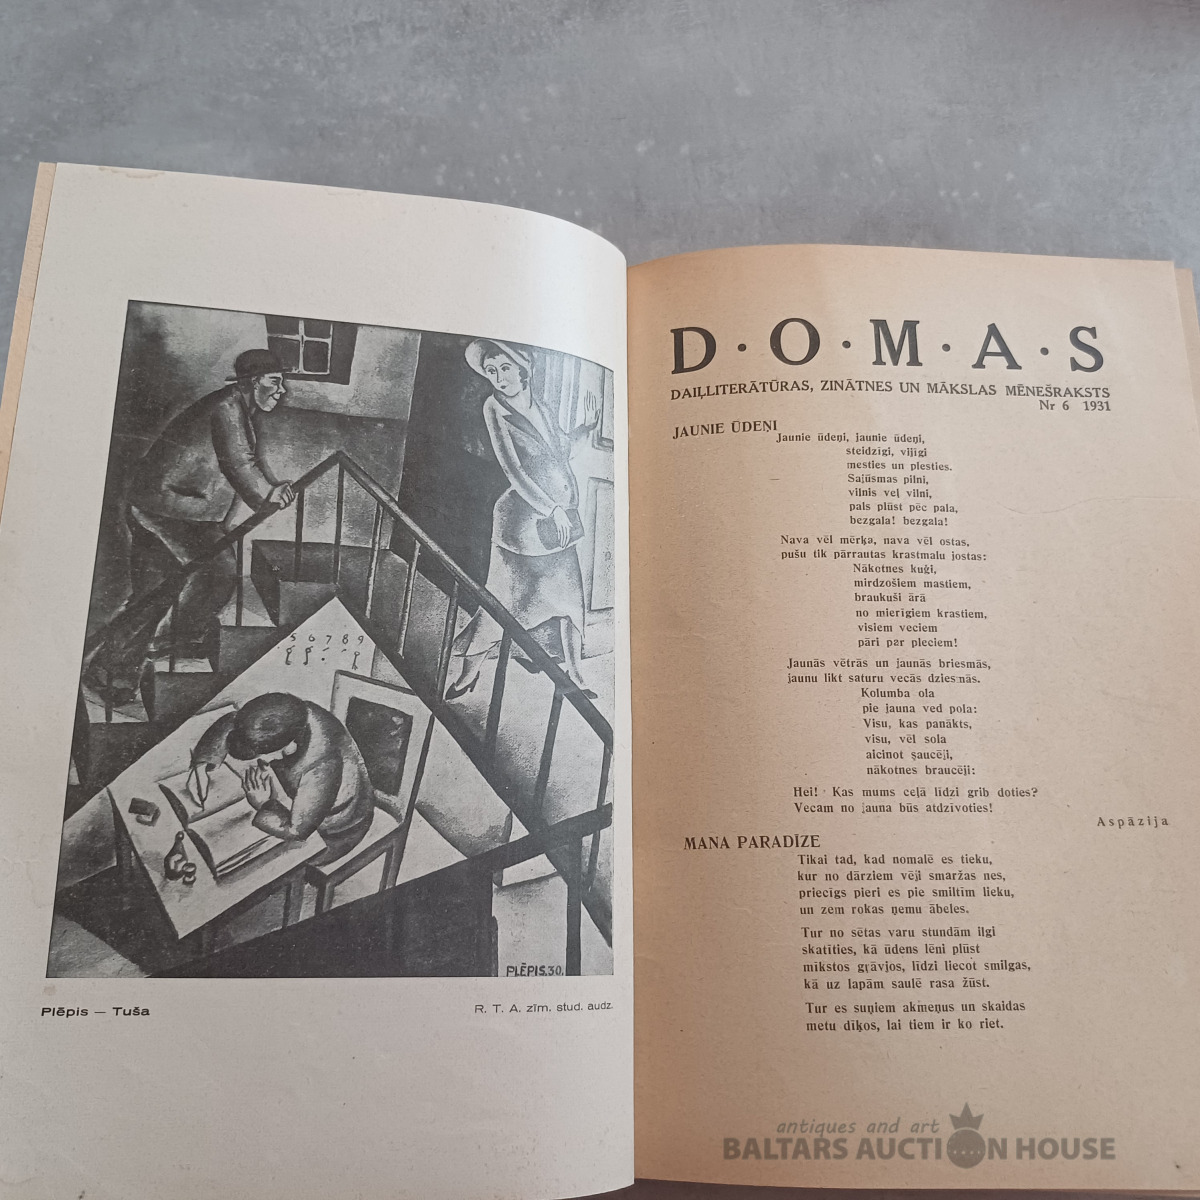 5 6 7 8 9
PLĒPIS.30.
Plēpis — Tuša
R. T. A. zīm. stud. audz.
D·O·M·A·S
DAIĻLITERĀTŪRAS, ZINĀTNES UN MĀKSLAS MĒNEŠRAKSTS
Nr 6 1931
JAUNIE ŪDEŅI
Jaunie ūdeņi, jaunie ūdeņi,
steidzīgi, viļīgi
mesties un plesties.
Saļūsmas pilni,
vilnis veļ vilni,
pals plūst pēc pala,
bezgala! bezgala!
Nava vēl mērķa, nava vēl ostas,
pušu tik pārrautas krastmalu jostas:
Nākotnes kuģi,
mirdzošiem mastiem,
braukuši ārā
no mierīgiem krastiem,
visiem veciem
pāri par pleciem!
Jaunās vētrās un jaunās briesmās,
jaunu likt saturu vecās dziesmās.
Kolumba ola
pie jauna ved pola:
Visu, kas panākts,
visu, vēl sola
aicinot šaucēji,
nākotnes braucēji:
Hei! Kas mums ceļā līdzi grib doties?
Vecam no jauna būs atdzīvoties!
Aspāzija
MANA PARADĪZE
Tikai tad, kad nomalē es tieku,
kur no dārziem vēji smaržas nes,
priecīgs pieri es pie smiltīm lieku,
un zem rokas ņemu ābeles.
Tur no sētas varu stundām ilgi
skatīties, kā ūdens lēni plūst
mīkstos grāvjos, līdzi liecot smilgas,
kā uz lapām saulē rasa žūst.
Tur es suņiem akmeņus un skaidas
metu dīķos, lai tiem ir ko riet.
antiques and art
BALTARS AUCTION HOUSE